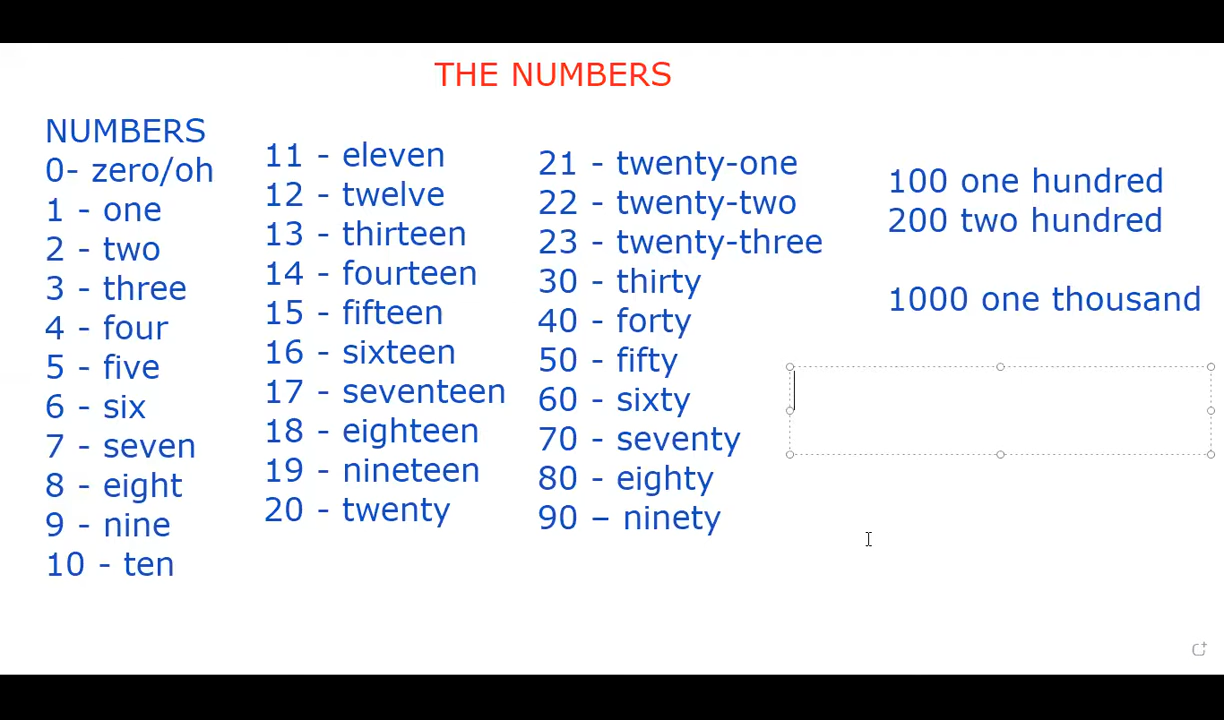 THE NUMBERS
NUMBERS
0- zero/oh
1 - one
2 - two
3 - three
4 - four
5 - five
6 - six
7 - seven
8 - eight
9 - nine
10 - ten
11 - eleven
12 - twelve
13 - thirteen
14 - fourteen
15 - fifteen
16 - sixteen
17 - seventeen
18 - eighteen
19 - nineteen
20 - twenty
21 - twenty-one
22 - twenty-two
23 - twenty-three
30 - thirty
40 - forty
50 - fifty
60 - sixty
70 - seventy
80 - eighty
90 – ninety
100 one hundred
200 two hundred
1000 one thousand